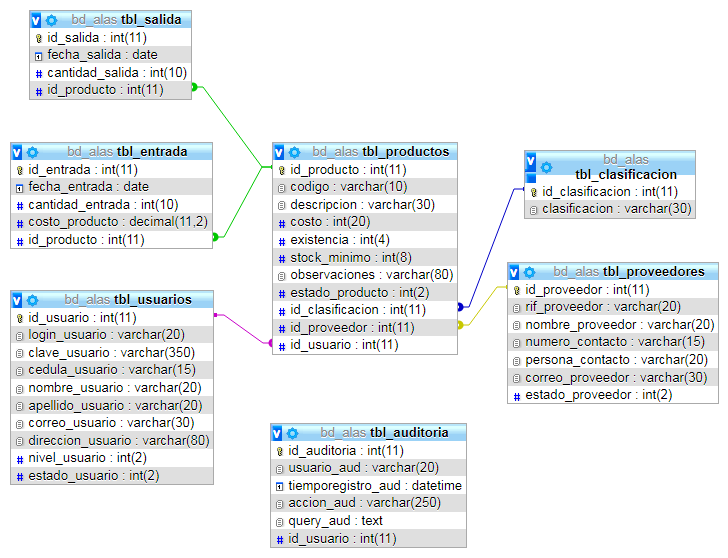 bd_alas tbl_salida
id_salida : int(11)
fecha_salida : date
cantidad_salida : int(10)
id_producto : int(11)
bd_alas tbl_entrada
id_entrada : int(11)
fecha_entrada : date
cantidad_entrada : int(10)
costo_producto : decimal(11,2)
id_producto : int(11)
bd_alas tbl_productos
id_producto : int(11)
codigo : varchar(10)
descripcion : varchar(30)
costo : int(20)
existencia : int(4)
stock_minimo : int(8)
observaciones : varchar(80)
estado_producto : int(2)
id_clasificacion : int(11)
id_proveedor : int(11)
id_usuario : int(11)
bd_alas
tbl_clasificacion
id_clasificacion : int(11)
clasificacion : varchar(30)
bd_alas tbl_proveedores
id_proveedor : int(11)
rif_proveedor : varchar(20)
nombre_proveedor : varchar(20)
numero_contacto : varchar(15)
persona_contacto : varchar(20)
correo_proveedor : varchar(30)
estado_proveedor : int(2)
bd_alas tbl_usuarios
id_usuario : int(11)
login_usuario : varchar(20)
clave_usuario : varchar(350)
cedula_usuario : varchar(15)
nombre_usuario : varchar(20)
apellido_usuario : varchar(20)
correo_usuario : varchar(30)
direccion_usuario : varchar(80)
nivel_usuario : int(2)
estado_usuario : int(2)
bd_alas tbl_auditoria
id_auditoria : int(11)
usuario_aud : varchar(20)
tiemporegistro_aud : datetime
accion_aud : varchar(250)
query_aud : text
id_usuario : int(11)